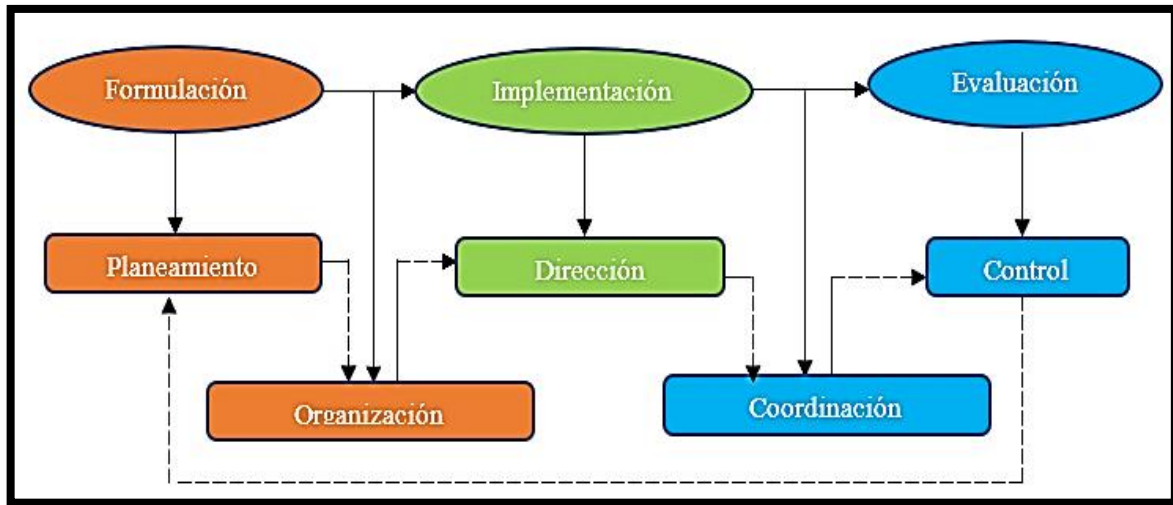 Formulación
Implementación
Evaluación
Planeamiento
Dirección
Control
Organización
Coordinación